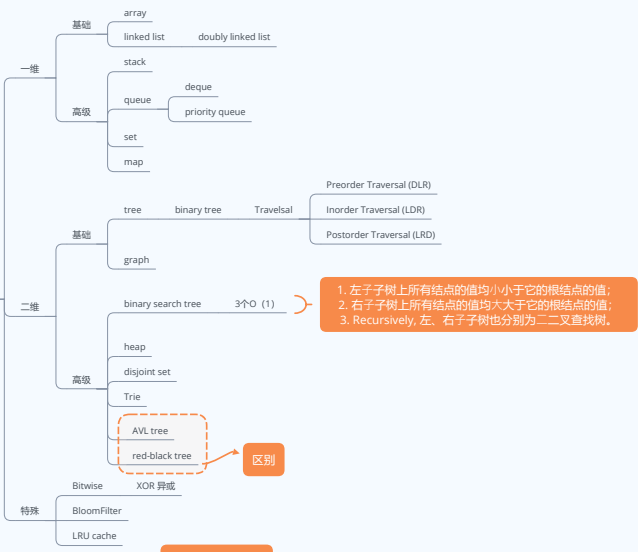 array
基础
linked list
doubly linked list
一维
stack
deque
queue
priority queue
高级
set
map
Preorder Traversal (DLR)
tree
binary tree
Travelsal
Inorder Traversal (LDR)
基础
Postorder Traversal (LRD)
graph
1. 左子子树上所有结点的值均小小于它的根结点的值；
二维
binary search tree
3个O（1）
2. 右子子树上所有结点的值均大大于它的根结点的值；
3. Recursively, 左、右子子树也分别为二二叉查找树。
heap
disjoint set
高级
Trie
AVL tree
red-black tree
区别
Bitwise
XOR 异或
特殊
BloomFilter
LRU cache